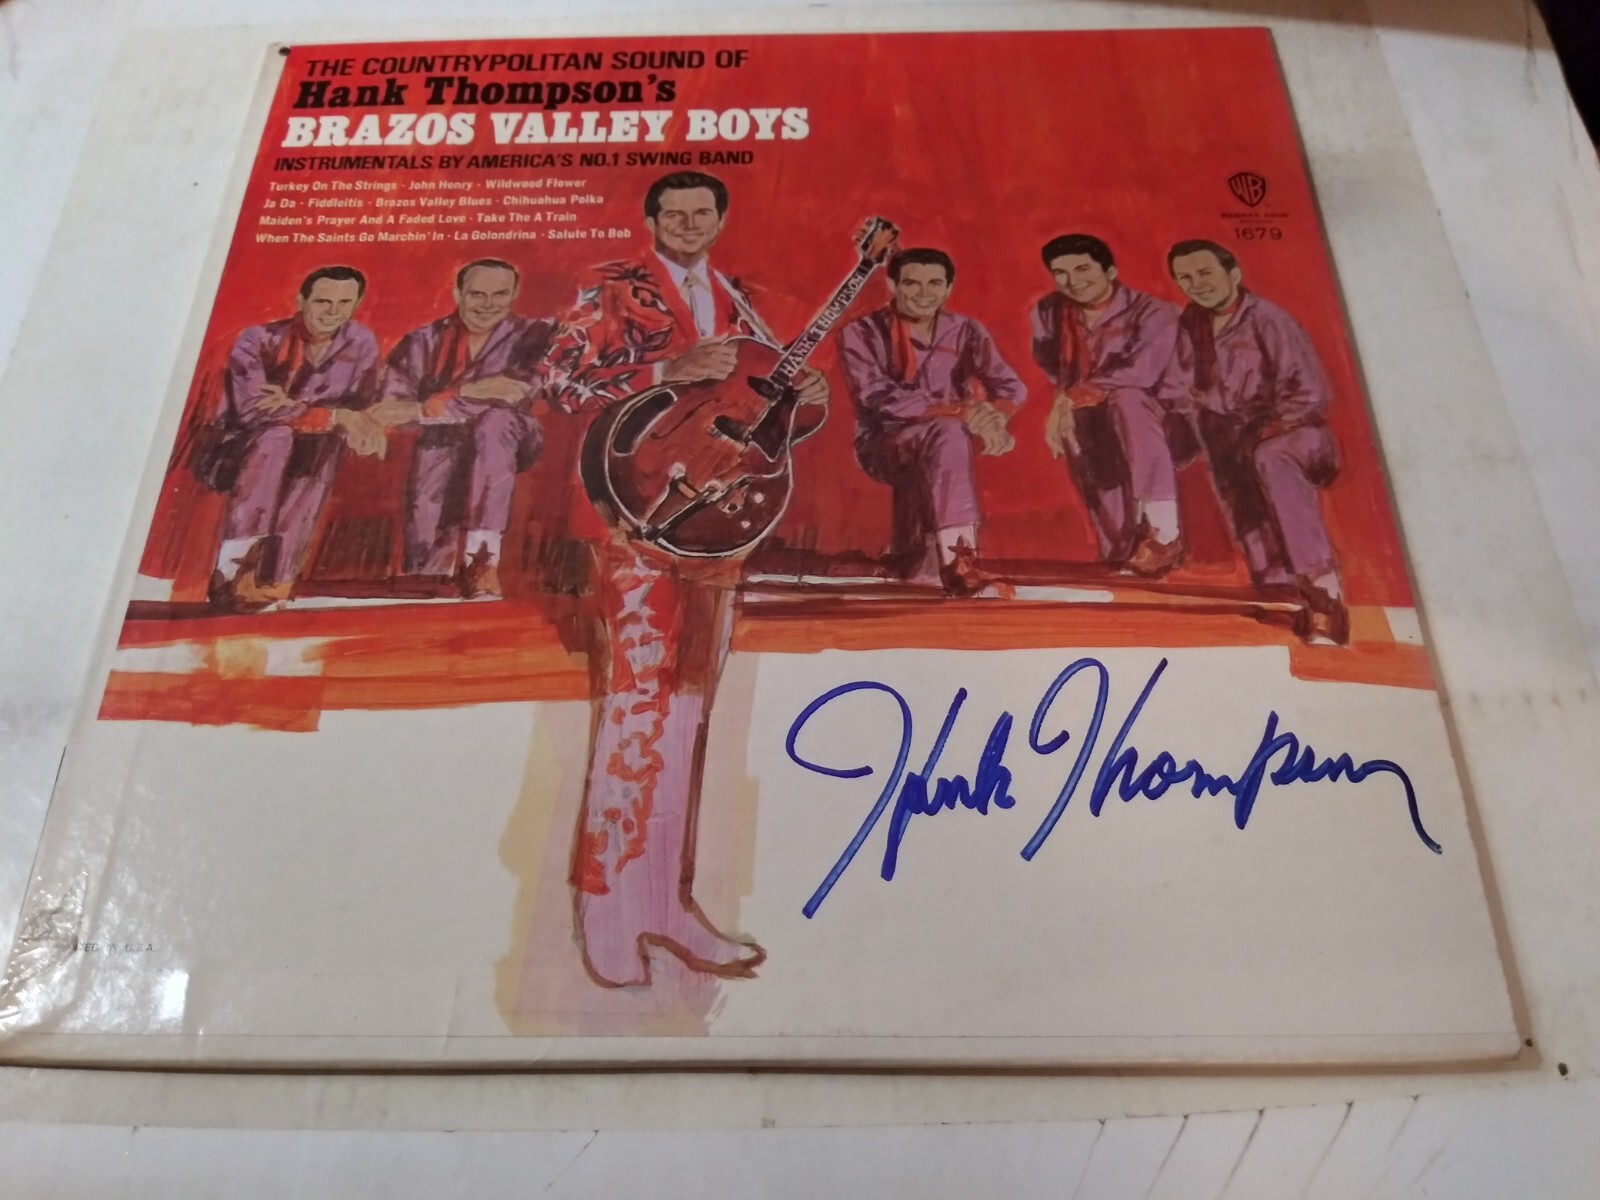 THE COUNTRYPOLITAN SOUND OF
Hank Thompson's
BRAZOS VALLEY BOYS
INSTRUMENTALS BY AMERICA'S NO.1 SWING BAND
Turkey On The Strings · John Henry · Wildwood Flower
Ja Da · Fiddleitis · Brazos Valley Blues · Chihuahua Polka
Maiden's Prayer And A Faded Love · Take The A Train
When The Saints Go Marchin' In · La Golondrina · Salute To Bob
WB
WARNER BROS
1679
HANK THOMPSON
Hank Thompson
IN U.S.A.